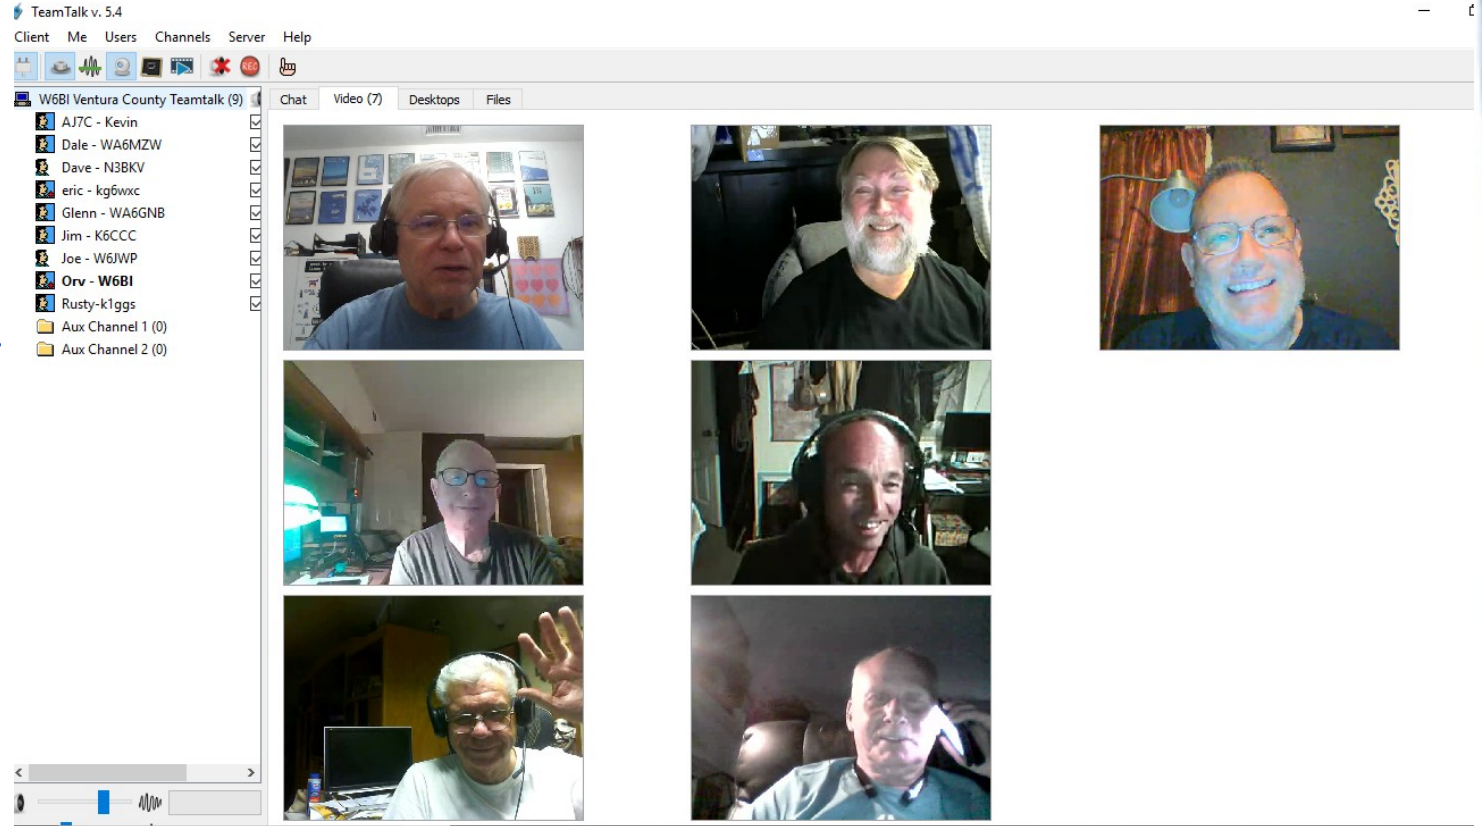 TeamTalk v. 5.4
Client Me Users Channels Server Help
REC
W6BI Ventura County Teamtalk (9)
AJ7C - Kevin
Dale - WA6MZW
Dave - N3BKV
eric - kg6wxc
Glenn - WA6GNB
Jim - K6CCC
Joe - W6JWP
Orv - W6BI
Rusty-k1ggs
Aux Channel 1 (0)
Aux Channel 2 (0)
Chat Video (7) Desktops Files